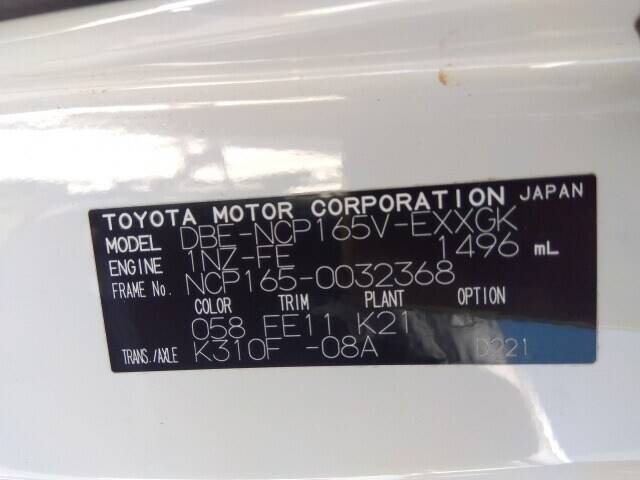 TOYOTA MOTOR CORPORATION JAPAN
MODEL DBE-NCP165V-EXXGK
ENGINE 1NZ-FE 1496 mL
FRAME No. NCP165-0032368
COLOR TRIM PLANT OPTION
058 FE11 K21
TRANS./AXLE K310F -08A D221